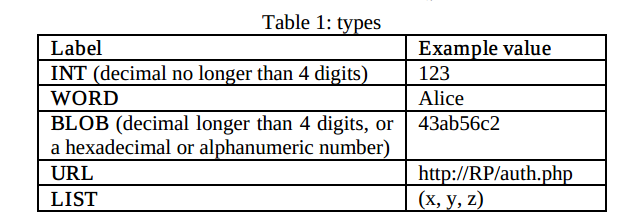 Table 1: types
Label Example value
INT (decimal no longer than 4 digits) 123
WORD Alice
BLOB (decimal longer than 4 digits, or 43ab56c2
a hexadecimal or alphanumeric number)
URL http://RP/auth.php
LIST (x, y, z)